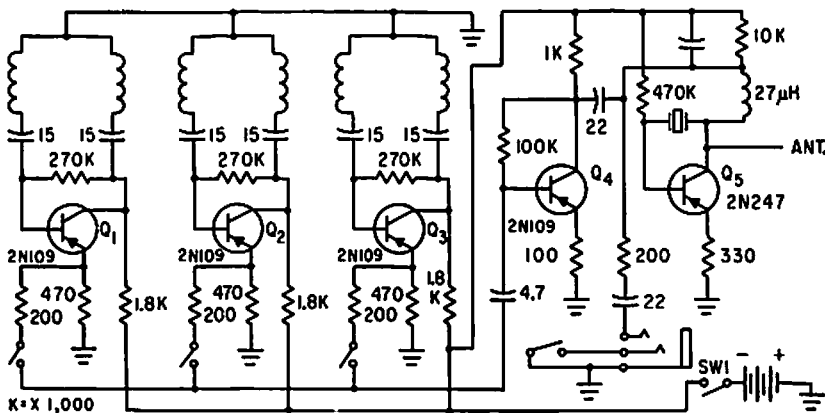 15 15
270K
Q1
2N109
470
200
1.8K
15 15
270K
Q2
2N109
470
200
1.8K
15 15
270K
Q3
2N109
470
200
1.8
K
1K
22
100K
Q4
2N109
100
4.7
10K
470K
27μH
ANT.
Q5
2N247
200
330
22
SW1
- +
K=X 1,000